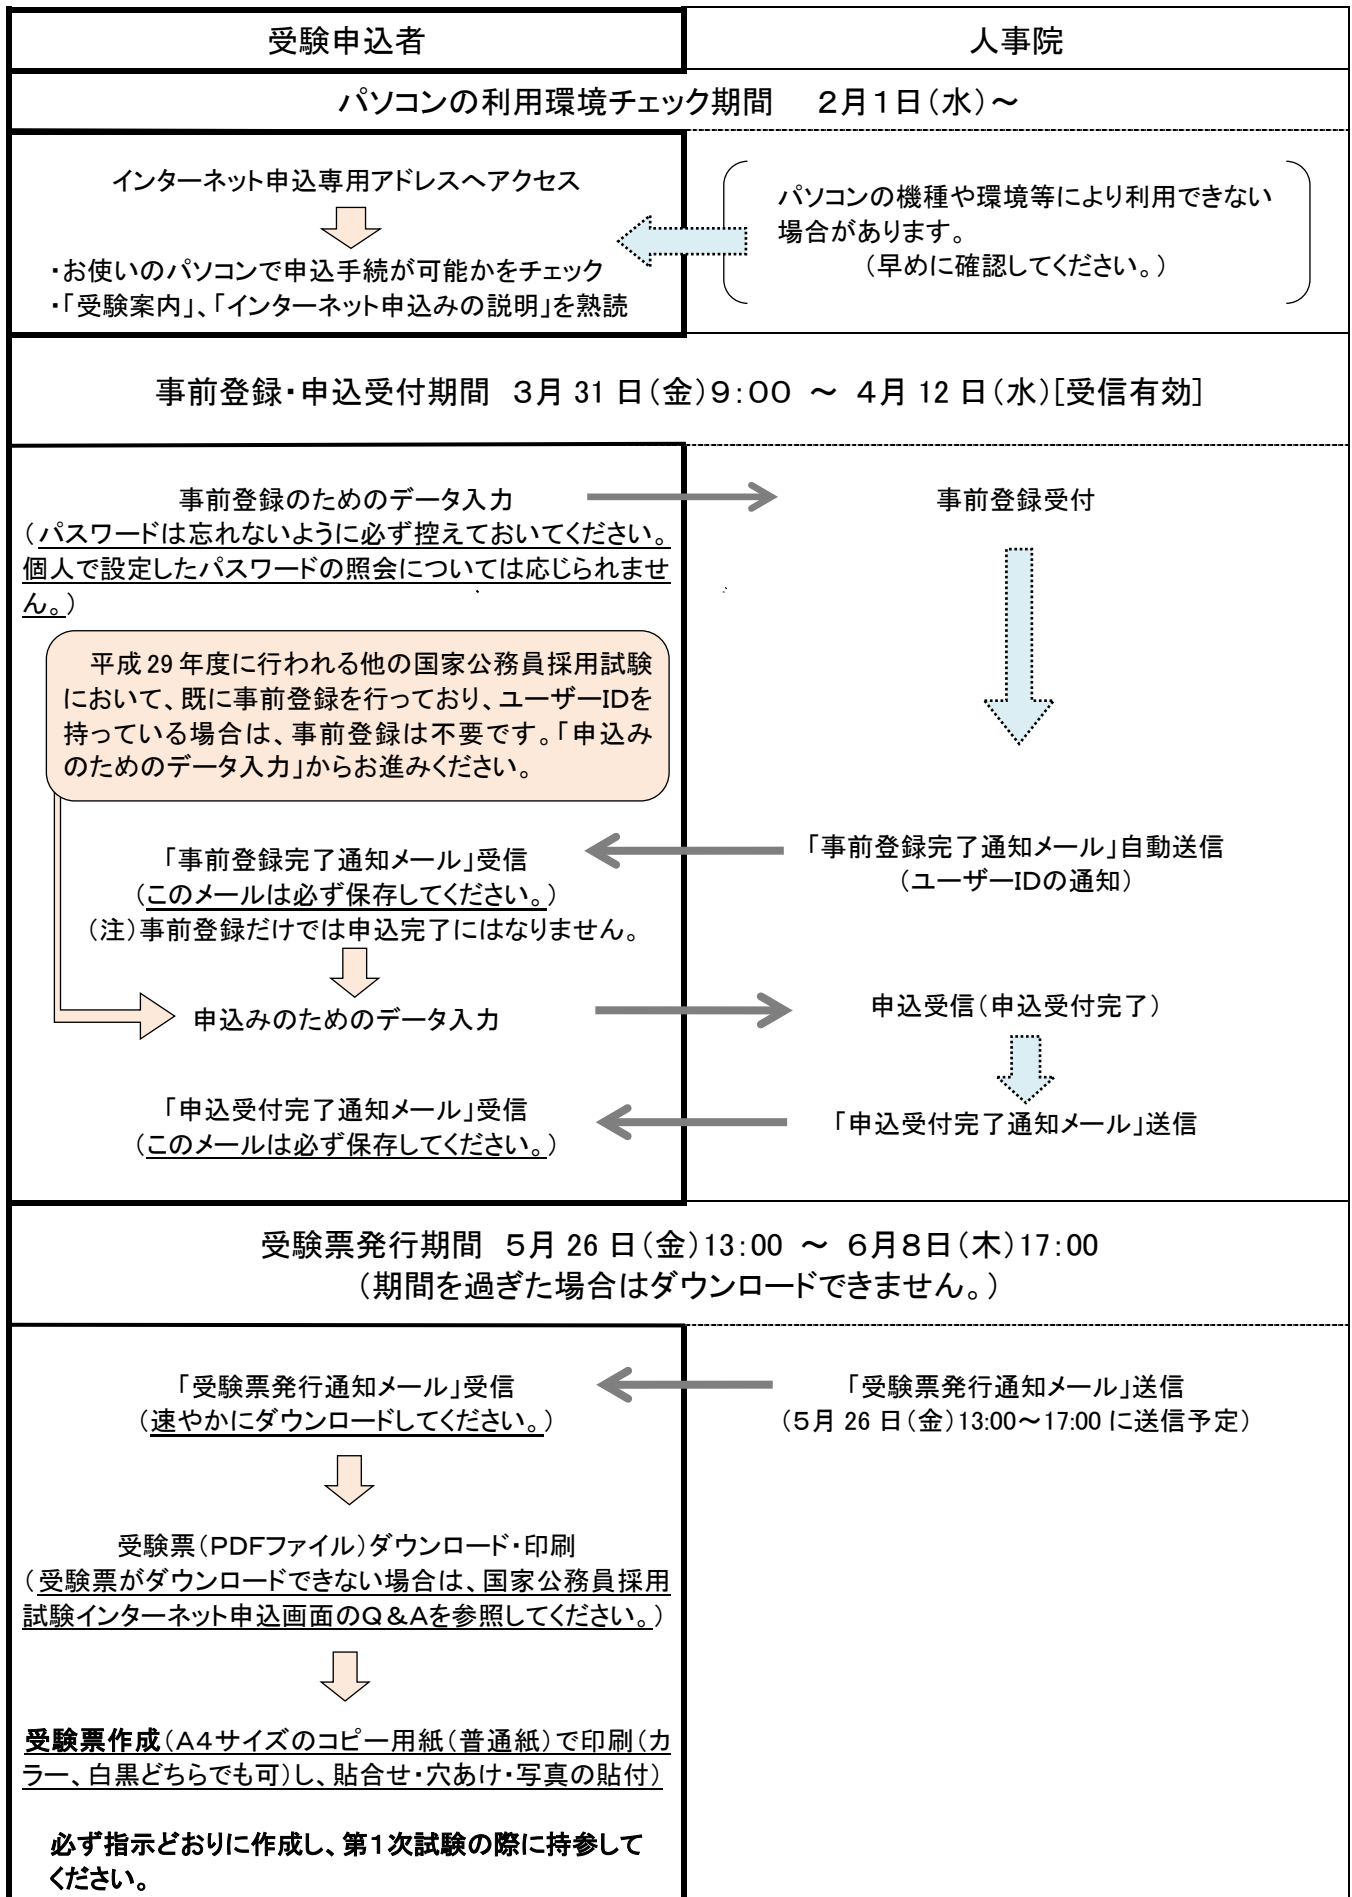 受験申込者
人事院
パソコンの利用環境チェック期間　２月１日（水）～
インターネット申込専用アドレスへアクセス
・お使いのパソコンで申込手続が可能かをチェック
・「受験案内」、「インターネット申込みの説明」を熟読
パソコンの機種や環境等により利用できない
場合があります。
（早めに確認してください。）
事前登録・申込受付期間　３月 31 日（金）９：００ ～ ４月 12 日（水）[受信有効]
事前登録のためのデータ入力
（パスワードは忘れないように必ず控えておいてください。
個人で設定したパスワードの照会については応じられませ
ん。）
事前登録受付
平成 29 年度に行われる他の国家公務員採用試験
において、既に事前登録を行っており、ユーザーＩＤを
持っている場合は、事前登録は不要です。「申込み
のためのデータ入力」からお進みください。
「事前登録完了通知メール」受信
（このメールは必ず保存してください。）
（注）事前登録だけでは申込完了にはなりません。
「事前登録完了通知メール」自動送信
（ユーザーＩＤの通知）
申込みのためのデータ入力
申込受信（申込受付完了）
「申込受付完了通知メール」受信
（このメールは必ず保存してください。）
「申込受付完了通知メール」送信
受験票発行期間　５月 26 日（金）13：00 ～ ６月８日（木）17：00
（期間を過ぎた場合はダウンロードできません。）
「受験票発行通知メール」受信
（速やかにダウンロードしてください。）
「受験票発行通知メール」送信
（５月 26 日（金）13:00～17:00 に送信予定）
受験票（ＰＤＦファイル）ダウンロード・印刷
（受験票がダウンロードできない場合は、国家公務員採用
試験インターネット申込画面のＱ＆Ａを参照してください。）
受験票作成（Ａ４サイズのコピー用紙（普通紙）で印刷（カ
ラー、白黒どちらでも可）し、貼合せ・穴あけ・写真の貼付）
必ず指示どおりに作成し、第１次試験の際に持参して
ください。